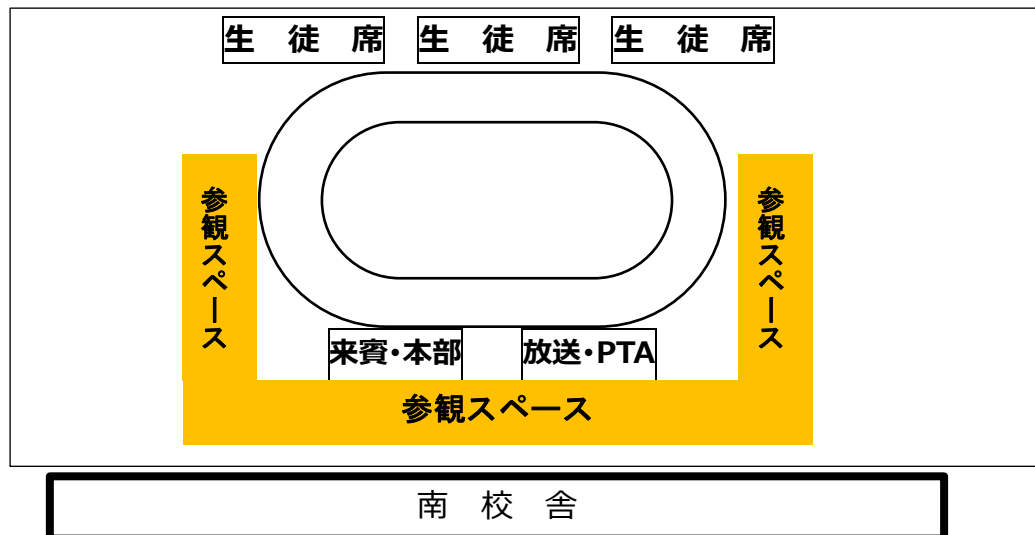 生 徒 席 生 徒 席 生 徒 席
参観スペース
参観スペース
来賓・本部 放送・PTA
参観スペース
南 校 舎